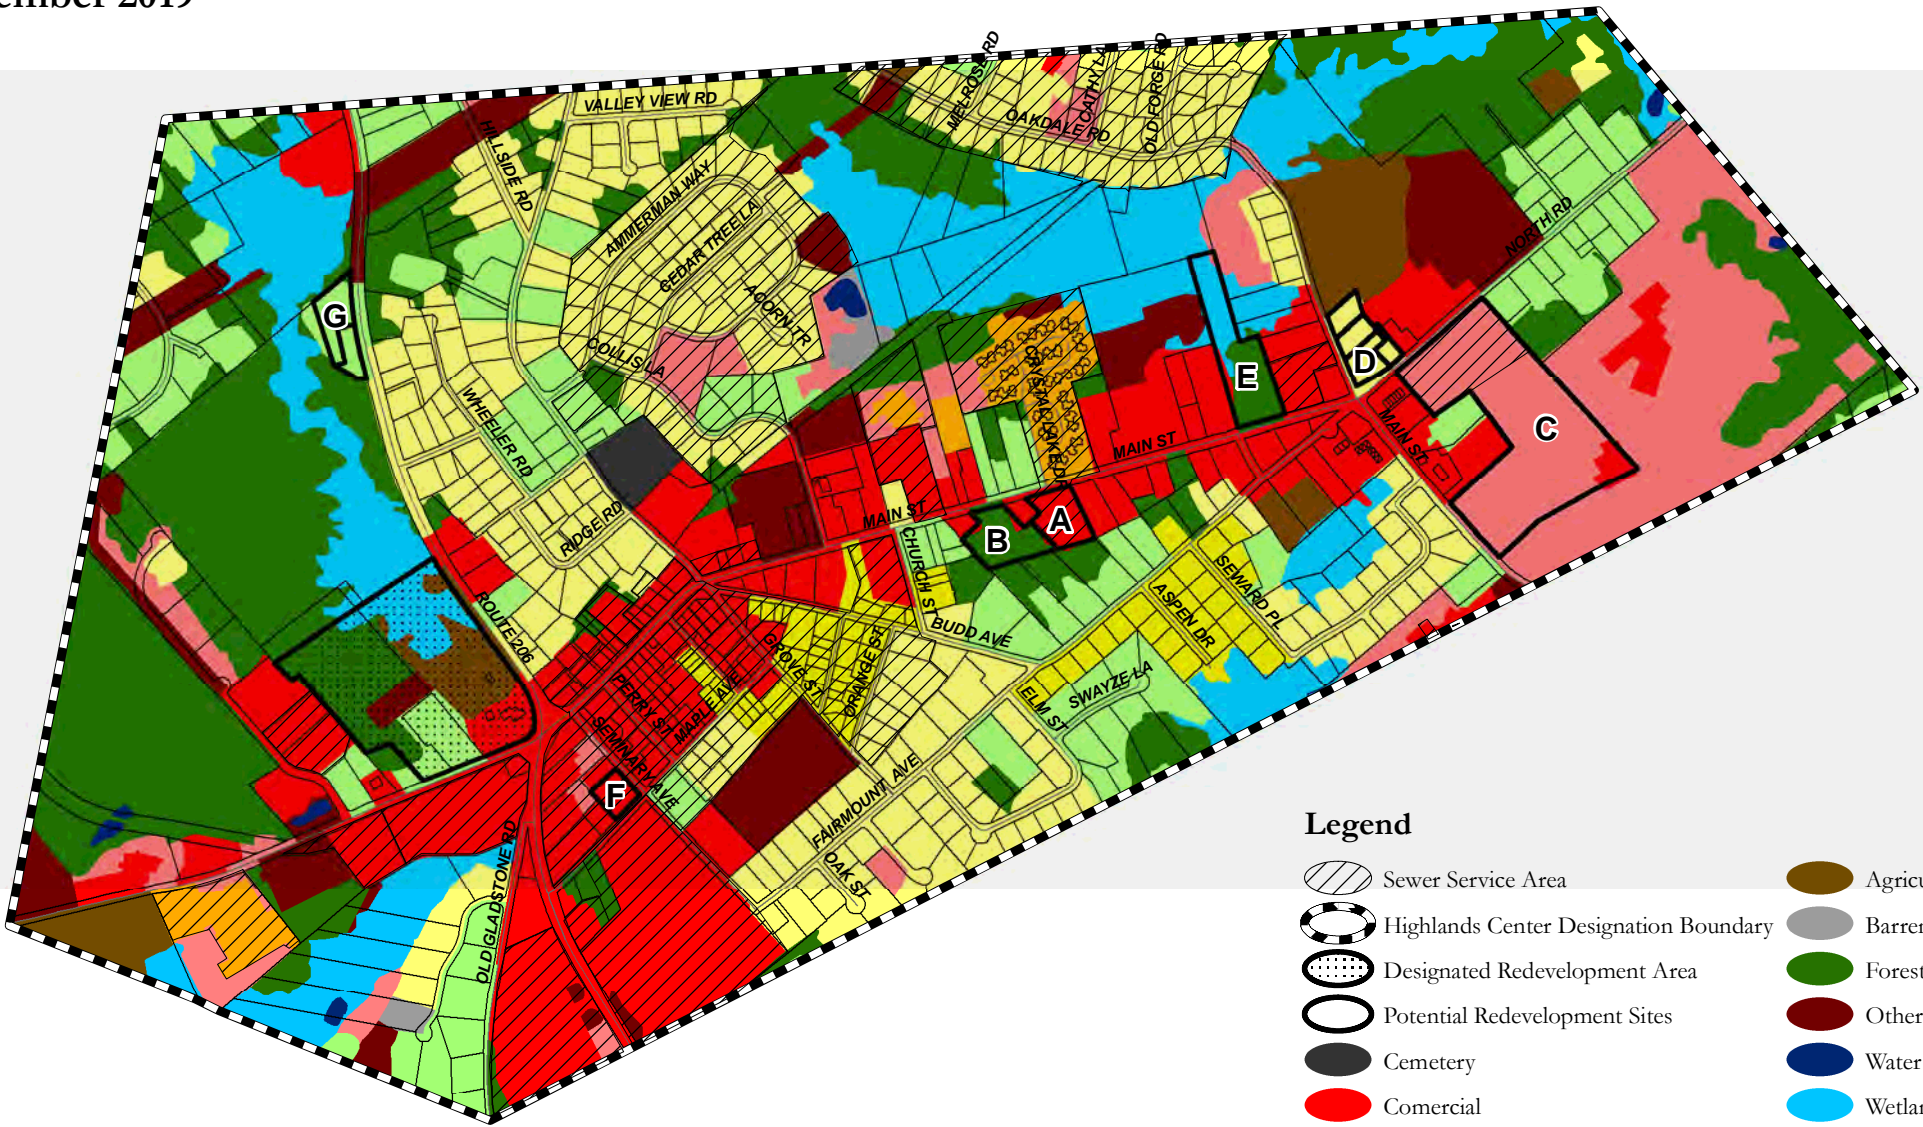 2019
VALLEY VIEW RD
HILLSIDE RD
MELROSE RD
CATHY LA
OLD FORGE RD
OAKDALE RD
AMMERMAN WAY
CEDAR TREE LA
ACORN TR
COLLIS LA
NORTH RD
G
D
E
C
WHEELER RD
CRYSTAL LAKE DR
MAIN ST
MAIN ST
RIDGE RD
MAIN ST
A
B
CHURCH ST
SEWARD PL
ASPEN DR
ROUTE 206
BUDD AVE
GROVE ST
ORANGE ST
PERRY ST
MAPLE AVE
SEMINARY AVE
ELM ST
SWAYZE LA
F
FAIRMOUNT AVE
OAK ST
OLD GLADSTONE RD
Legend
Sewer Service Area
Highlands Center Designation Boundary
Designated Redevelopment Area
Potential Redevelopment Sites
Cemetery
Comercial
Forest
Other
Water